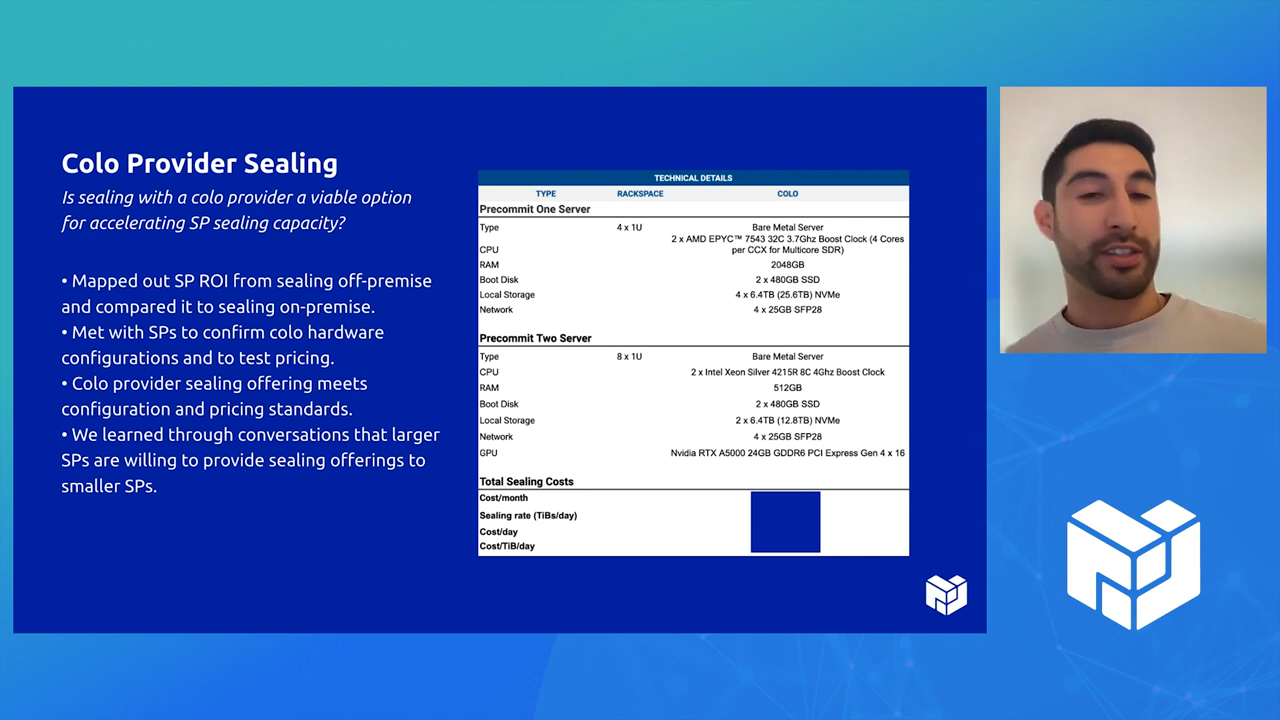 Colo Provider Sealing
Is sealing with a colo provider a viable option
for accelerating SP sealing capacity?
• Mapped out SP ROI from sealing off-premise
and compared it to sealing on-premise.
• Met with SPs to confirm colo hardware
configurations and to test pricing.
• Colo provider sealing offering meets
configuration and pricing standards.
• We learned through conversations that larger
SPs are willing to provide sealing offerings to
smaller SPs.
TECHNICAL DETAILS
TYPE RACKSPACE COLO
Precommit One Server
Type 4 x 1U Bare Metal Server
CPU 2 x AMD EPYC™ 7543 32C 3.7Ghz Boost Clock (4 Cores
per CCX for Multicore SDR)
RAM 2048GB
Boot Disk 2 x 480GB SSD
Local Storage 4 x 6.4TB (25.6TB) NVMe
Network 4 x 25GB SFP28
Precommit Two Server
Type 8 x 1U Bare Metal Server
CPU 2 x Intel Xeon Silver 4215R 8C 4Ghz Boost Clock
RAM 512GB
Boot Disk 2 x 480GB SSD
Local Storage 2 x 6.4TB (12.8TB) NVMe
Network 4 x 25GB SFP28
GPU Nvidia RTX A5000 24GB GDDR6 PCI Express Gen 4 x 16
Total Sealing Costs
Cost/month
Sealing rate (TiBs/day)
Cost/day
Cost/TiB/day